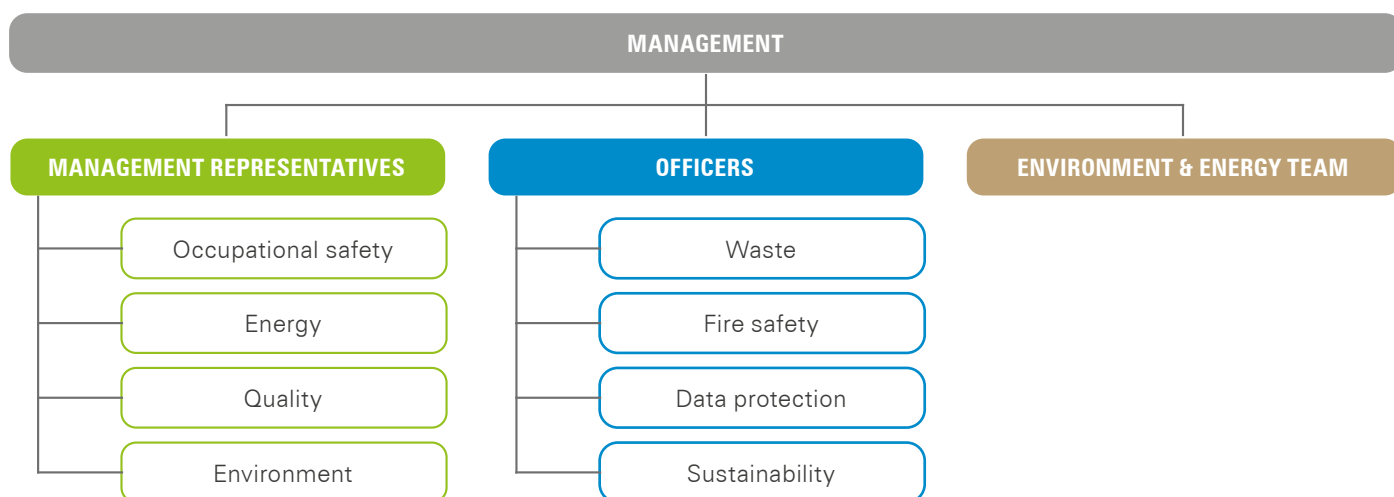 MANAGEMENT
MANAGEMENT REPRESENTATIVES
Occupational safety
Energy
Quality
Environment
OFFICERS
Waste
Fire safety
Data protection
Sustainability
ENVIRONMENT & ENERGY TEAM